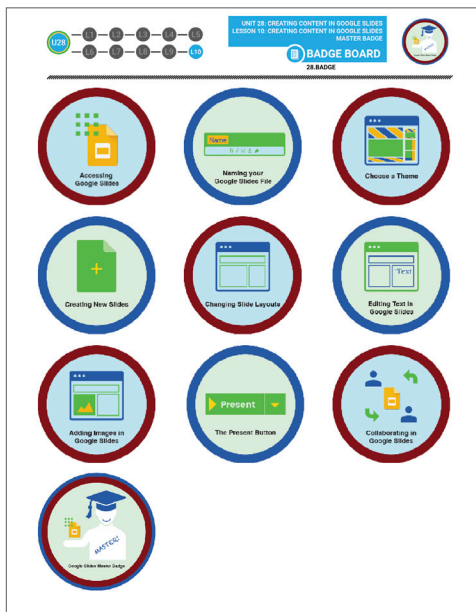 U28
L1
L2
L3
L4
L5
L6
L7
L8
L9
L10
UNIT 28: CREATING CONTENT IN GOOGLE SLIDES
LESSON 10: CREATING CONTENT IN GOOGLE SLIDES
MASTER BADGE
BADGE BOARD
28.BADGE
Accessing
Google Slides
Name
Naming your
Google Slides File
Choose a Theme
Creating New Slides
Changing Slide Layouts
Text
Editing Text in
Google Slides
Adding Images in
Google Slides
Present
The Present Button
Collaborating in
Google Slides
MASTER!
Google Slides Master Badge